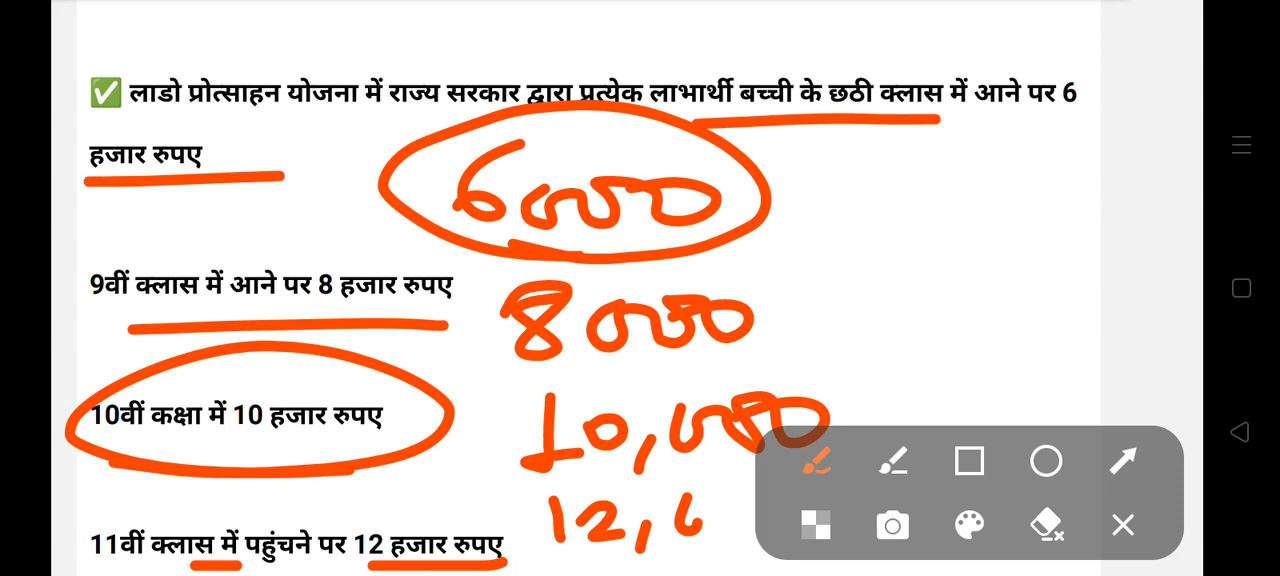 ✅ लाडो प्रोत्साहन योजना में राज्य सरकार द्वारा प्रत्येक लाभार्थी बच्ची के छठी क्लास में आने पर 6
हजार रुपए
6000
9वीं क्लास में आने पर 8 हजार रुपए
8000
10वीं कक्षा में 10 हजार रुपए
10,000
11वीं क्लास में पहुंचने पर 12 हजार रुपए
12,0